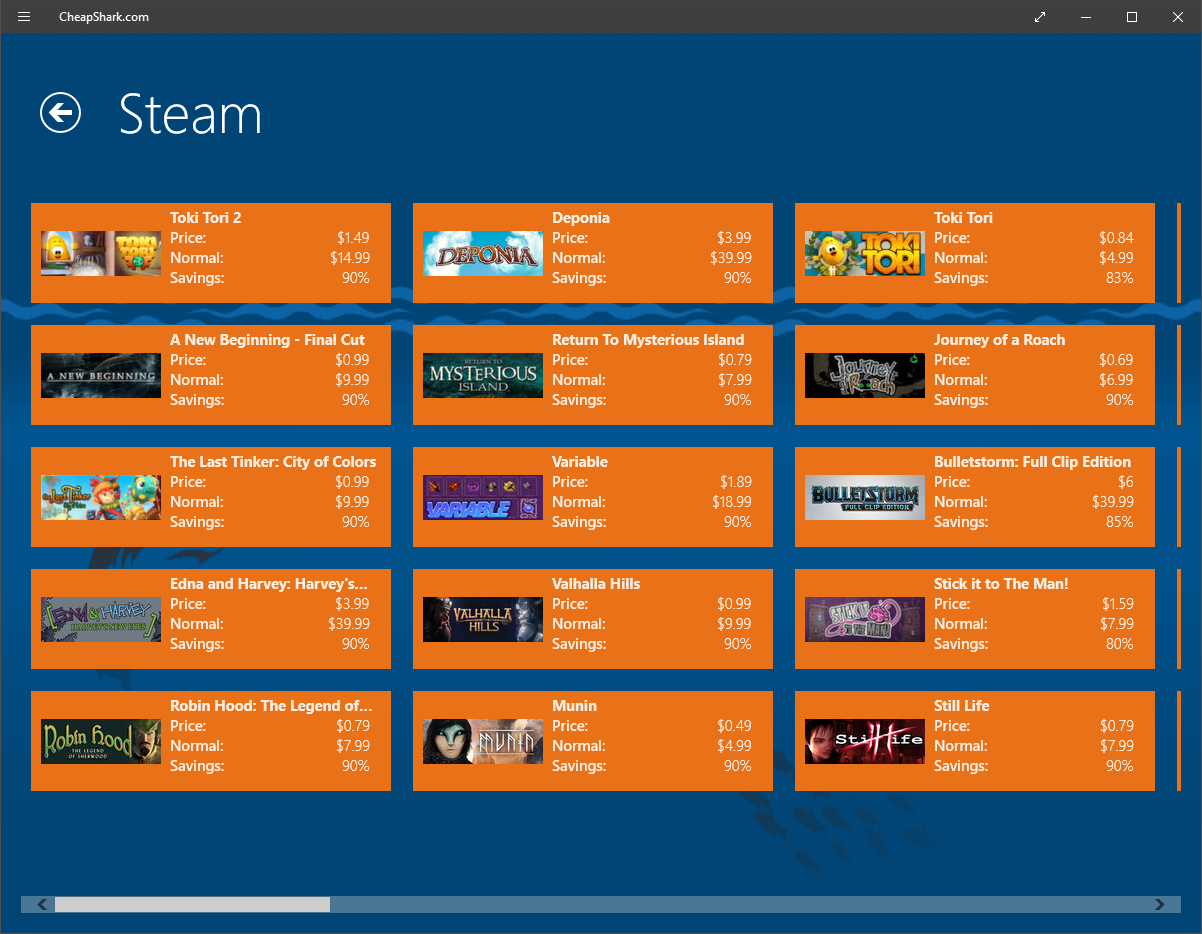 CheapShark.com
Steam
Toki Tori 2
Price: $1.49
Normal: $14.99
Savings: 90%
TOKI
TORI
2
Deponia
Price: $3.99
Normal: $39.99
Savings: 90%
DEPONIA
Toki Tori
Price: $0.84
Normal: $4.99
Savings: 83%
TOKI
TORI
A New Beginning - Final Cut
Price: $0.99
Normal: $9.99
Savings: 90%
A NEW BEGINNING
Return To Mysterious Island
Price: $0.79
Normal: $7.99
Savings: 90%
RETURN TO
MYSTERIOUS
ISLAND
Journey of a Roach
Price: $0.69
Normal: $6.99
Savings: 90%
Journey
of a Roach
The Last Tinker: City of Colors
Price: $0.99
Normal: $9.99
Savings: 90%
the Last Tinker
Variable
Price: $1.89
Normal: $18.99
Savings: 90%
VARIABLE
Bulletstorm: Full Clip Edition
Price: $6
Normal: $39.99
Savings: 85%
BULLETSTORM
FULL CLIP EDITION
Edna and Harvey: Harvey's...
Price: $3.99
Normal: $39.99
Savings: 90%
EDNA & HARVEY
HARVEY'S NEW EYES
Valhalla Hills
Price: $0.99
Normal: $9.99
Savings: 90%
VALHALLA
HILLS
Stick it to The Man!
Price: $1.59
Normal: $7.99
Savings: 80%
STICK IT
TO THE MAN!
Robin Hood: The Legend of...
Price: $0.79
Normal: $7.99
Savings: 90%
Robin Hood
THE LEGEND
OF SHERWOOD
Munin
Price: $0.49
Normal: $4.99
Savings: 90%
MUNIN
Still Life
Price: $0.79
Normal: $7.99
Savings: 90%
Still life